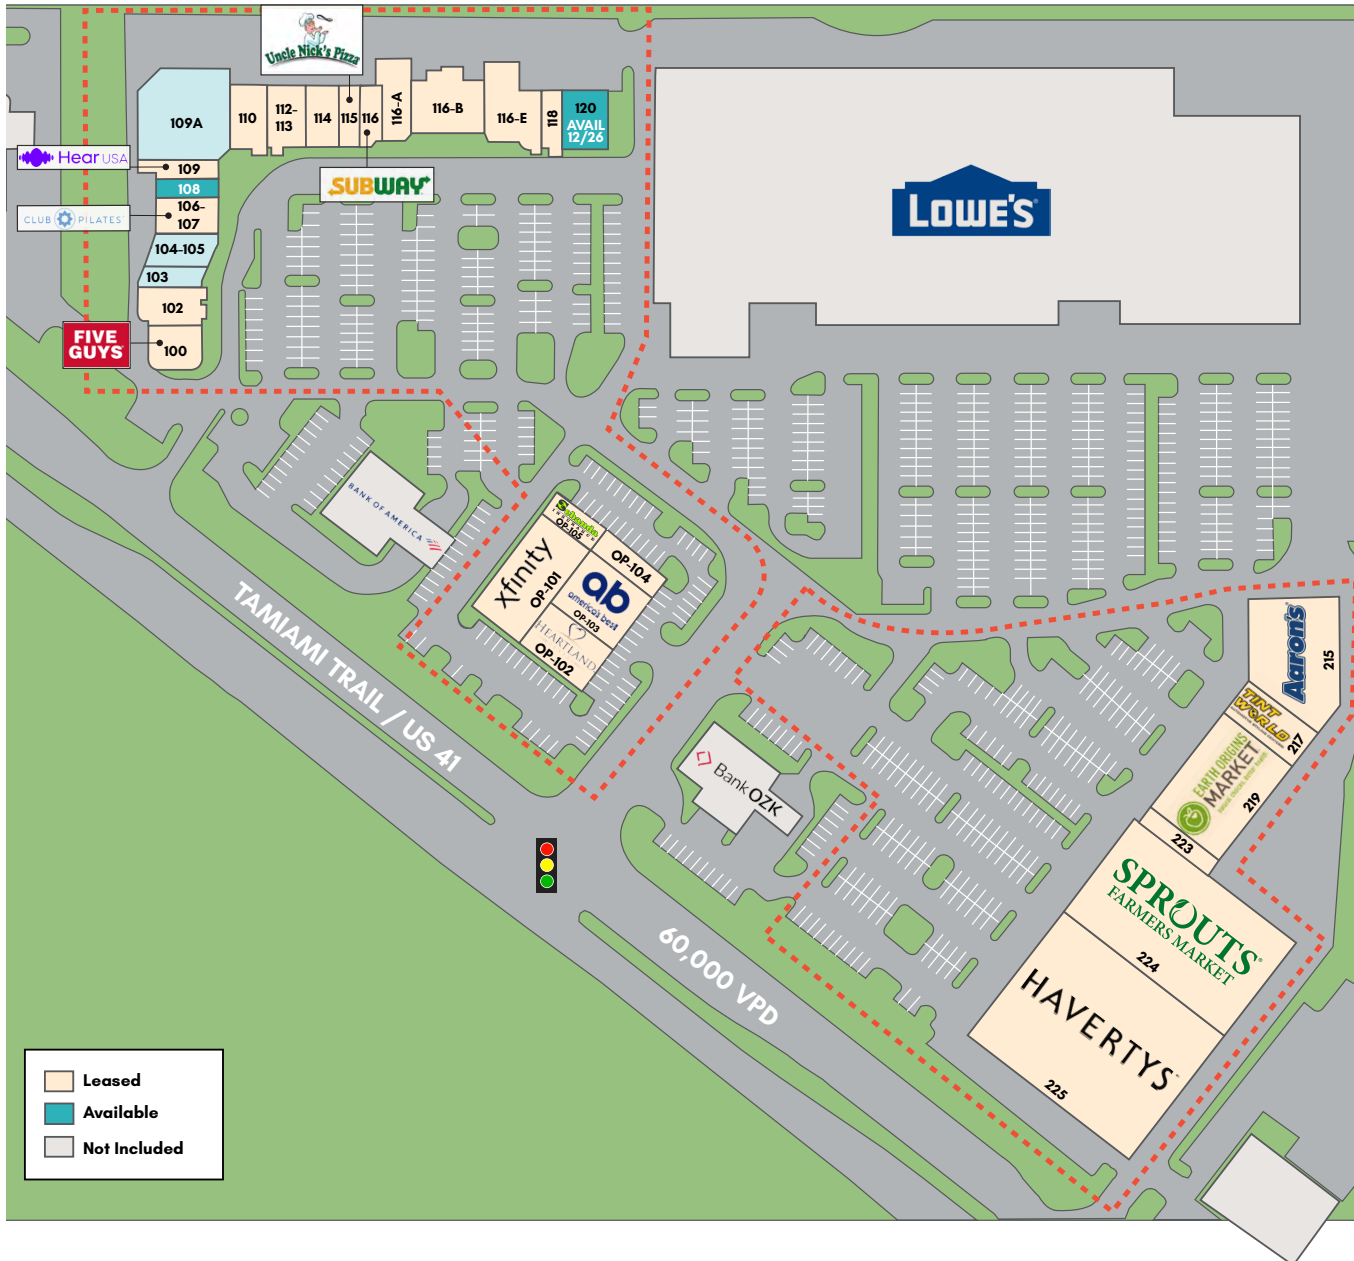 Uncle Nick's Pizza
109A
110
112-
113
114
115
116
116-A
116-B
116-E
118
120
AVAIL
12/26
Hear USA
109
108
SUBWAY
CLUB PILATES
106-
107
104-105
103
102
FIVE
GUYS
100
LOWE'S
BANK OF AMERICA
OP-105
xfinity
OP-101
OP-104
ab
america's best
OP-103
HEARTLAND
OP-102
TAMIAMI TRAIL / US 41
Aaron's
215
TINT
WORLD
217
EARTH ORIGINS
MARKET
219
223
Bank OZK
SPROUTS
FARMERS MARKET
224
HAVERTYS
225
60,000 VPD
Leased
Available
Not Included